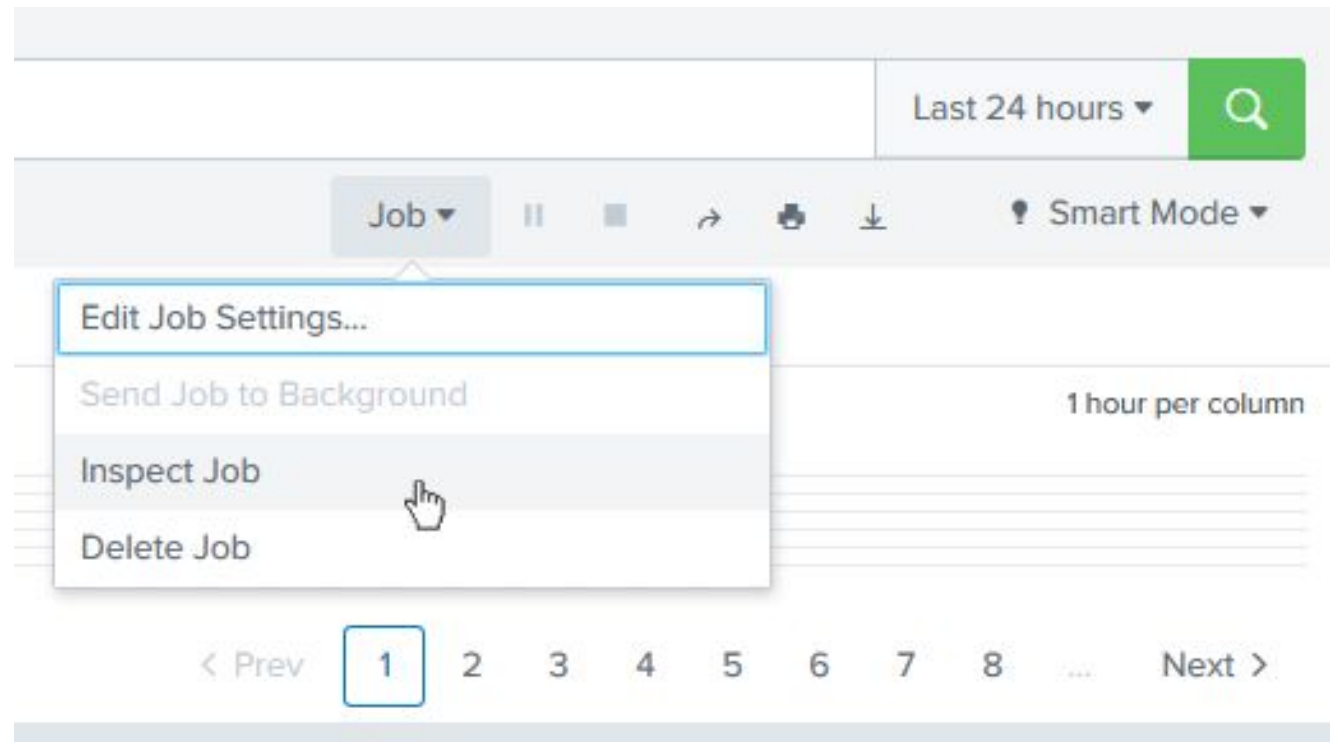 Last 24 hours
Job
Smart Mode
Edit Job Settings...
Send Job to Background
1 hour per column
Inspect Job
Delete Job
< Prev 1 2 3 4 5 6 7 8 ... Next >